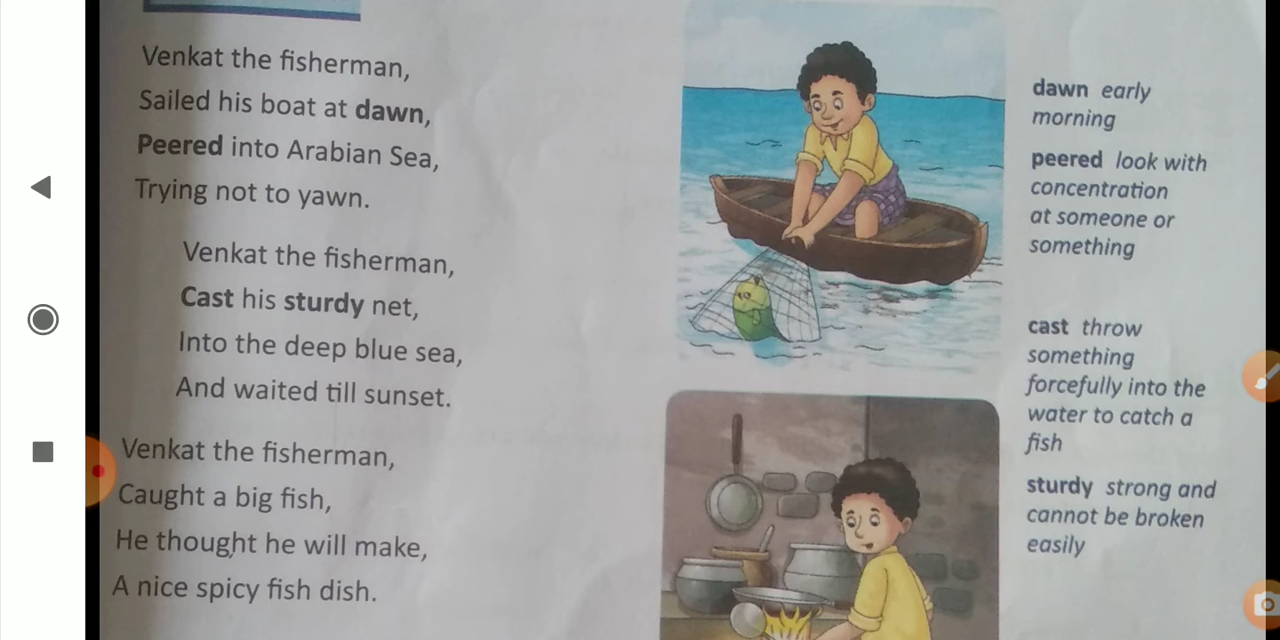 Venkat the fisherman,
Sailed his boat at dawn,
Peered into Arabian Sea,
Trying not to yawn.
Venkat the fisherman,
Cast his sturdy net,
Into the deep blue sea,
And waited till sunset.
Venkat the fisherman,
Caught a big fish,
He thought he will make,
A nice spicy fish dish.
dawn early
morning
peered look with
concentration
at someone or
something
cast throw
something
forcefully into the
water to catch a
fish
sturdy strong and
cannot be broken
easily